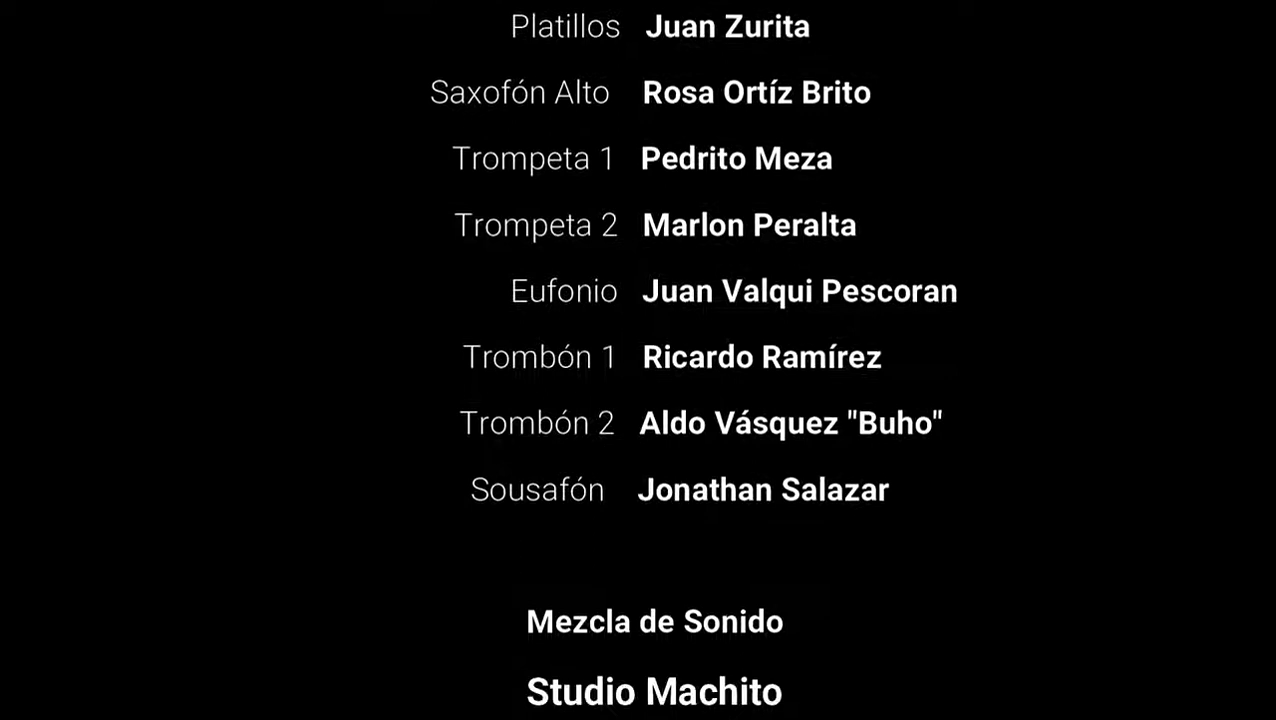 Platillos Juan Zurita
Saxofón Alto Rosa Ortíz Brito
Trompeta 1 Pedrito Meza
Trompeta 2 Marlon Peralta
Eufonio Juan Valqui Pescoran
Trombón 1 Ricardo Ramírez
Trombón 2 Aldo Vásquez "Buho"
Sousafón Jonathan Salazar
Mezcla de Sonido
Studio Machito